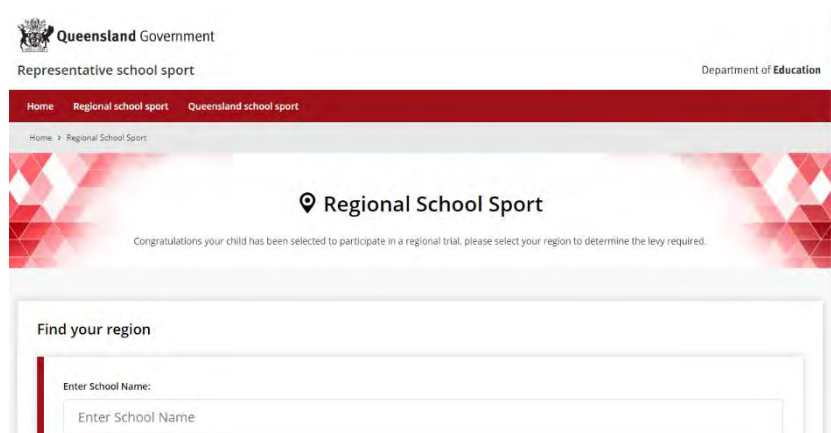 Queensland Government
Representative school sport
Department of Education
Home Regional school sport Queensland school sport
Home > Regional School Sport
Regional School Sport
Congratulations your child has been selected to participate in a regional trial, please select your region to determine the levy required.
Find your region
Enter School Name:
Enter School Name